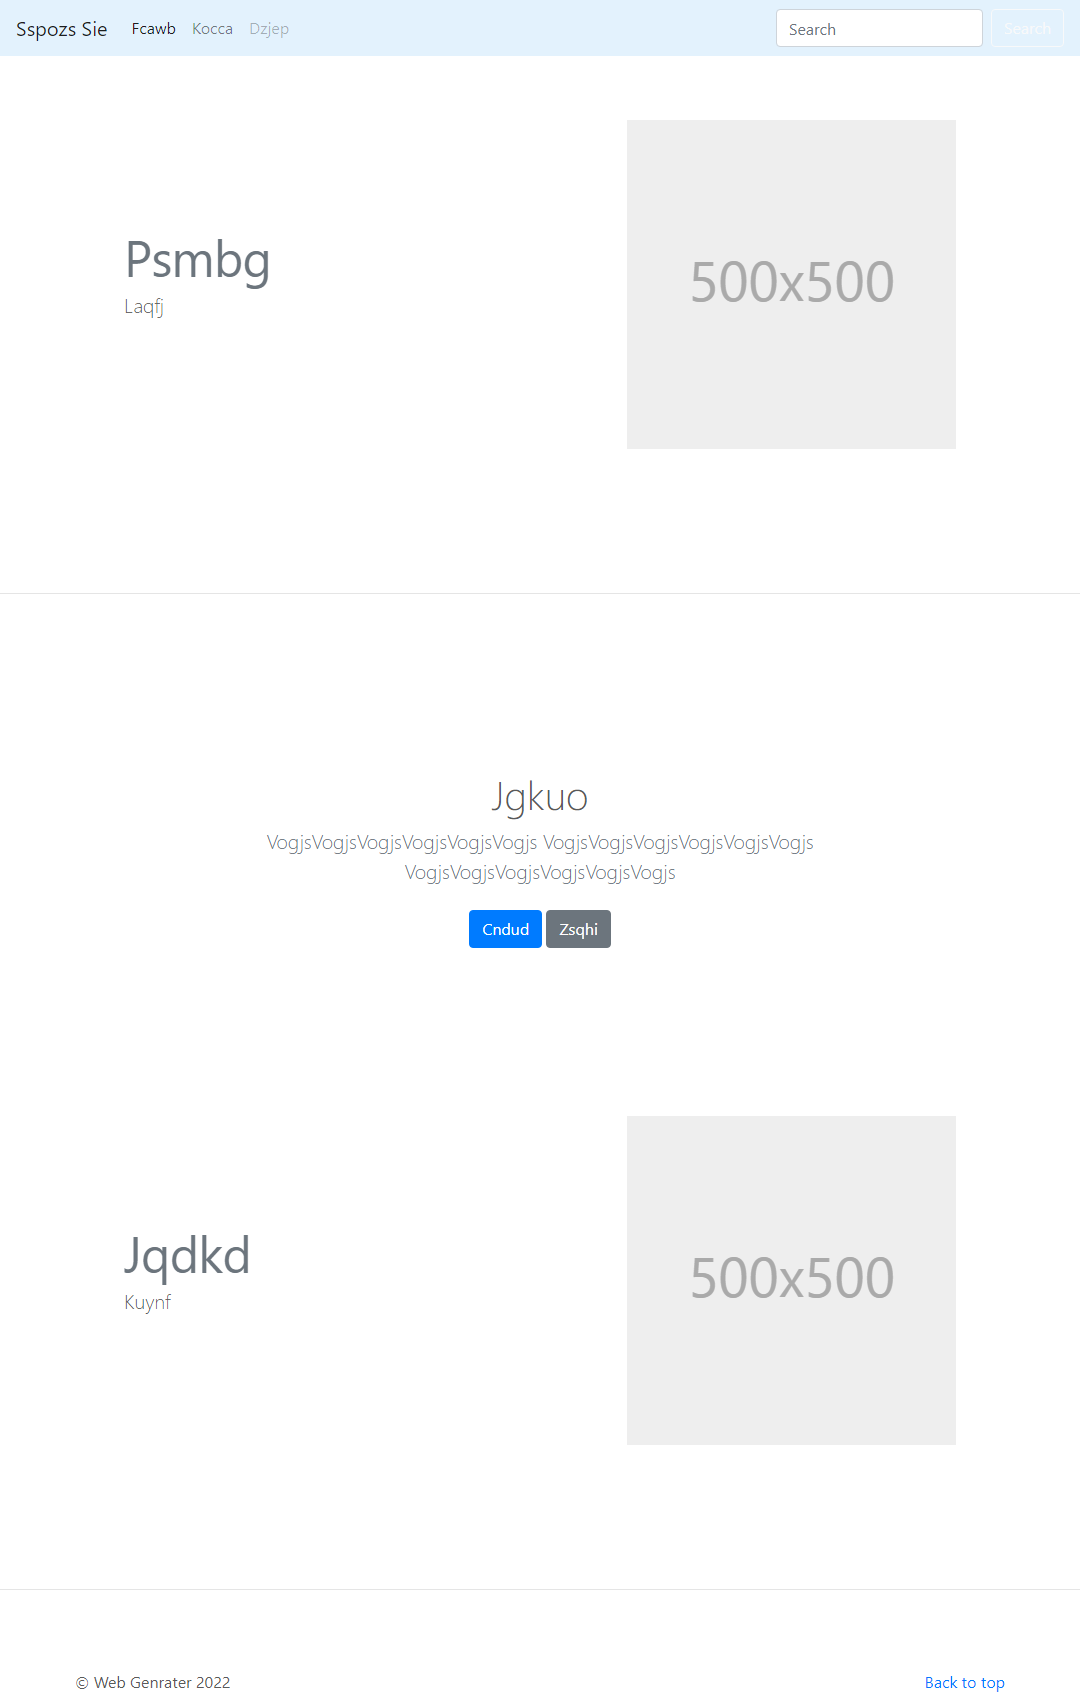 Sspozs Sie Fcawb Kocca Dzjep Search Search
Psmbg
Laqfj
500x500
Jgkuo
VogjsVogjsVogjsVogjsVogjsVogjs VogjsVogjsVogjsVogjsVogjsVogjs
VogjsVogjsVogjsVogjsVogjsVogjs
Cndud Zsqhi
Jqdkd
Kuynf
500x500
© Web Genrater 2022 Back to top